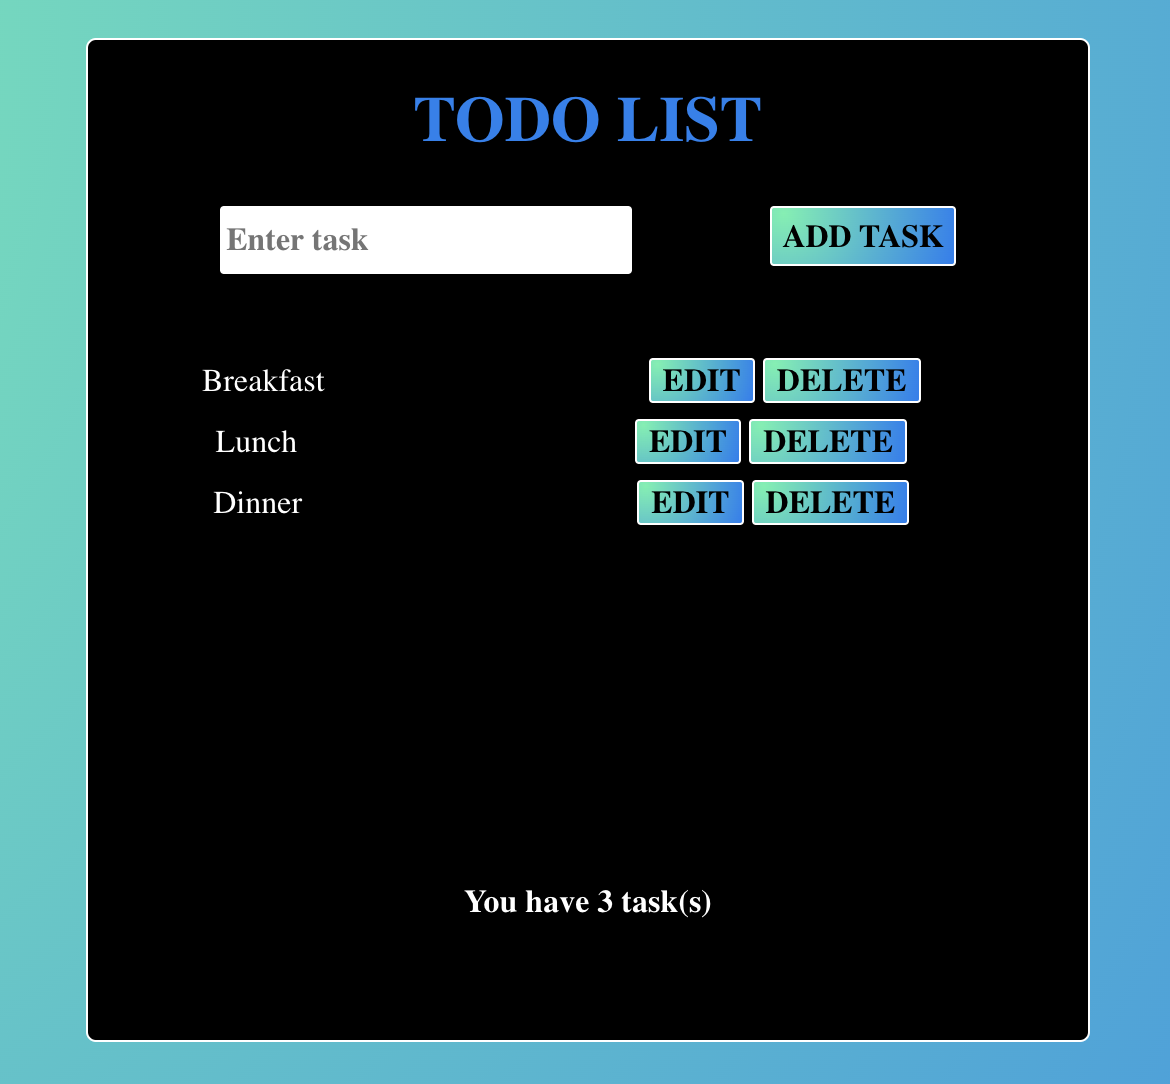 TODO LIST
Enter task ADD TASK
Breakfast EDIT DELETE
Lunch EDIT DELETE
Dinner EDIT DELETE
You have 3 task(s)